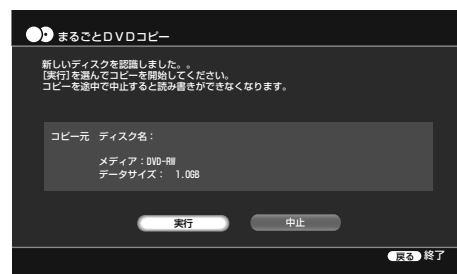 まるごとDVDコピー
新しいディスクを認識しました。。
[実行]を選んでコピーを開始してください。
コピーを途中で中止すると読み書きができなくなります。
コピー元 ディスク名：
メディア：DVD-RW
データサイズ： 1.0GB
実行 中止
戻る 終了